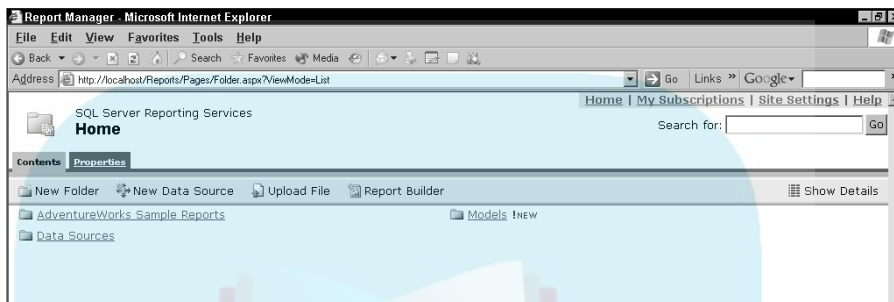 Report Manager - Microsoft Internet Explorer
File Edit View Favorites Tools Help
Back Search Favorites Media
Address http://localhost/Reports/Pages/Folder.aspx?ViewMode=List Go Links » Google
Home | My Subscriptions | Site Settings | Help
SQL Server Reporting Services
Home
Search for: Go
Contents Properties
New Folder New Data Source Upload File Report Builder Show Details
AdventureWorks Sample Reports Models !NEW
Data Sources